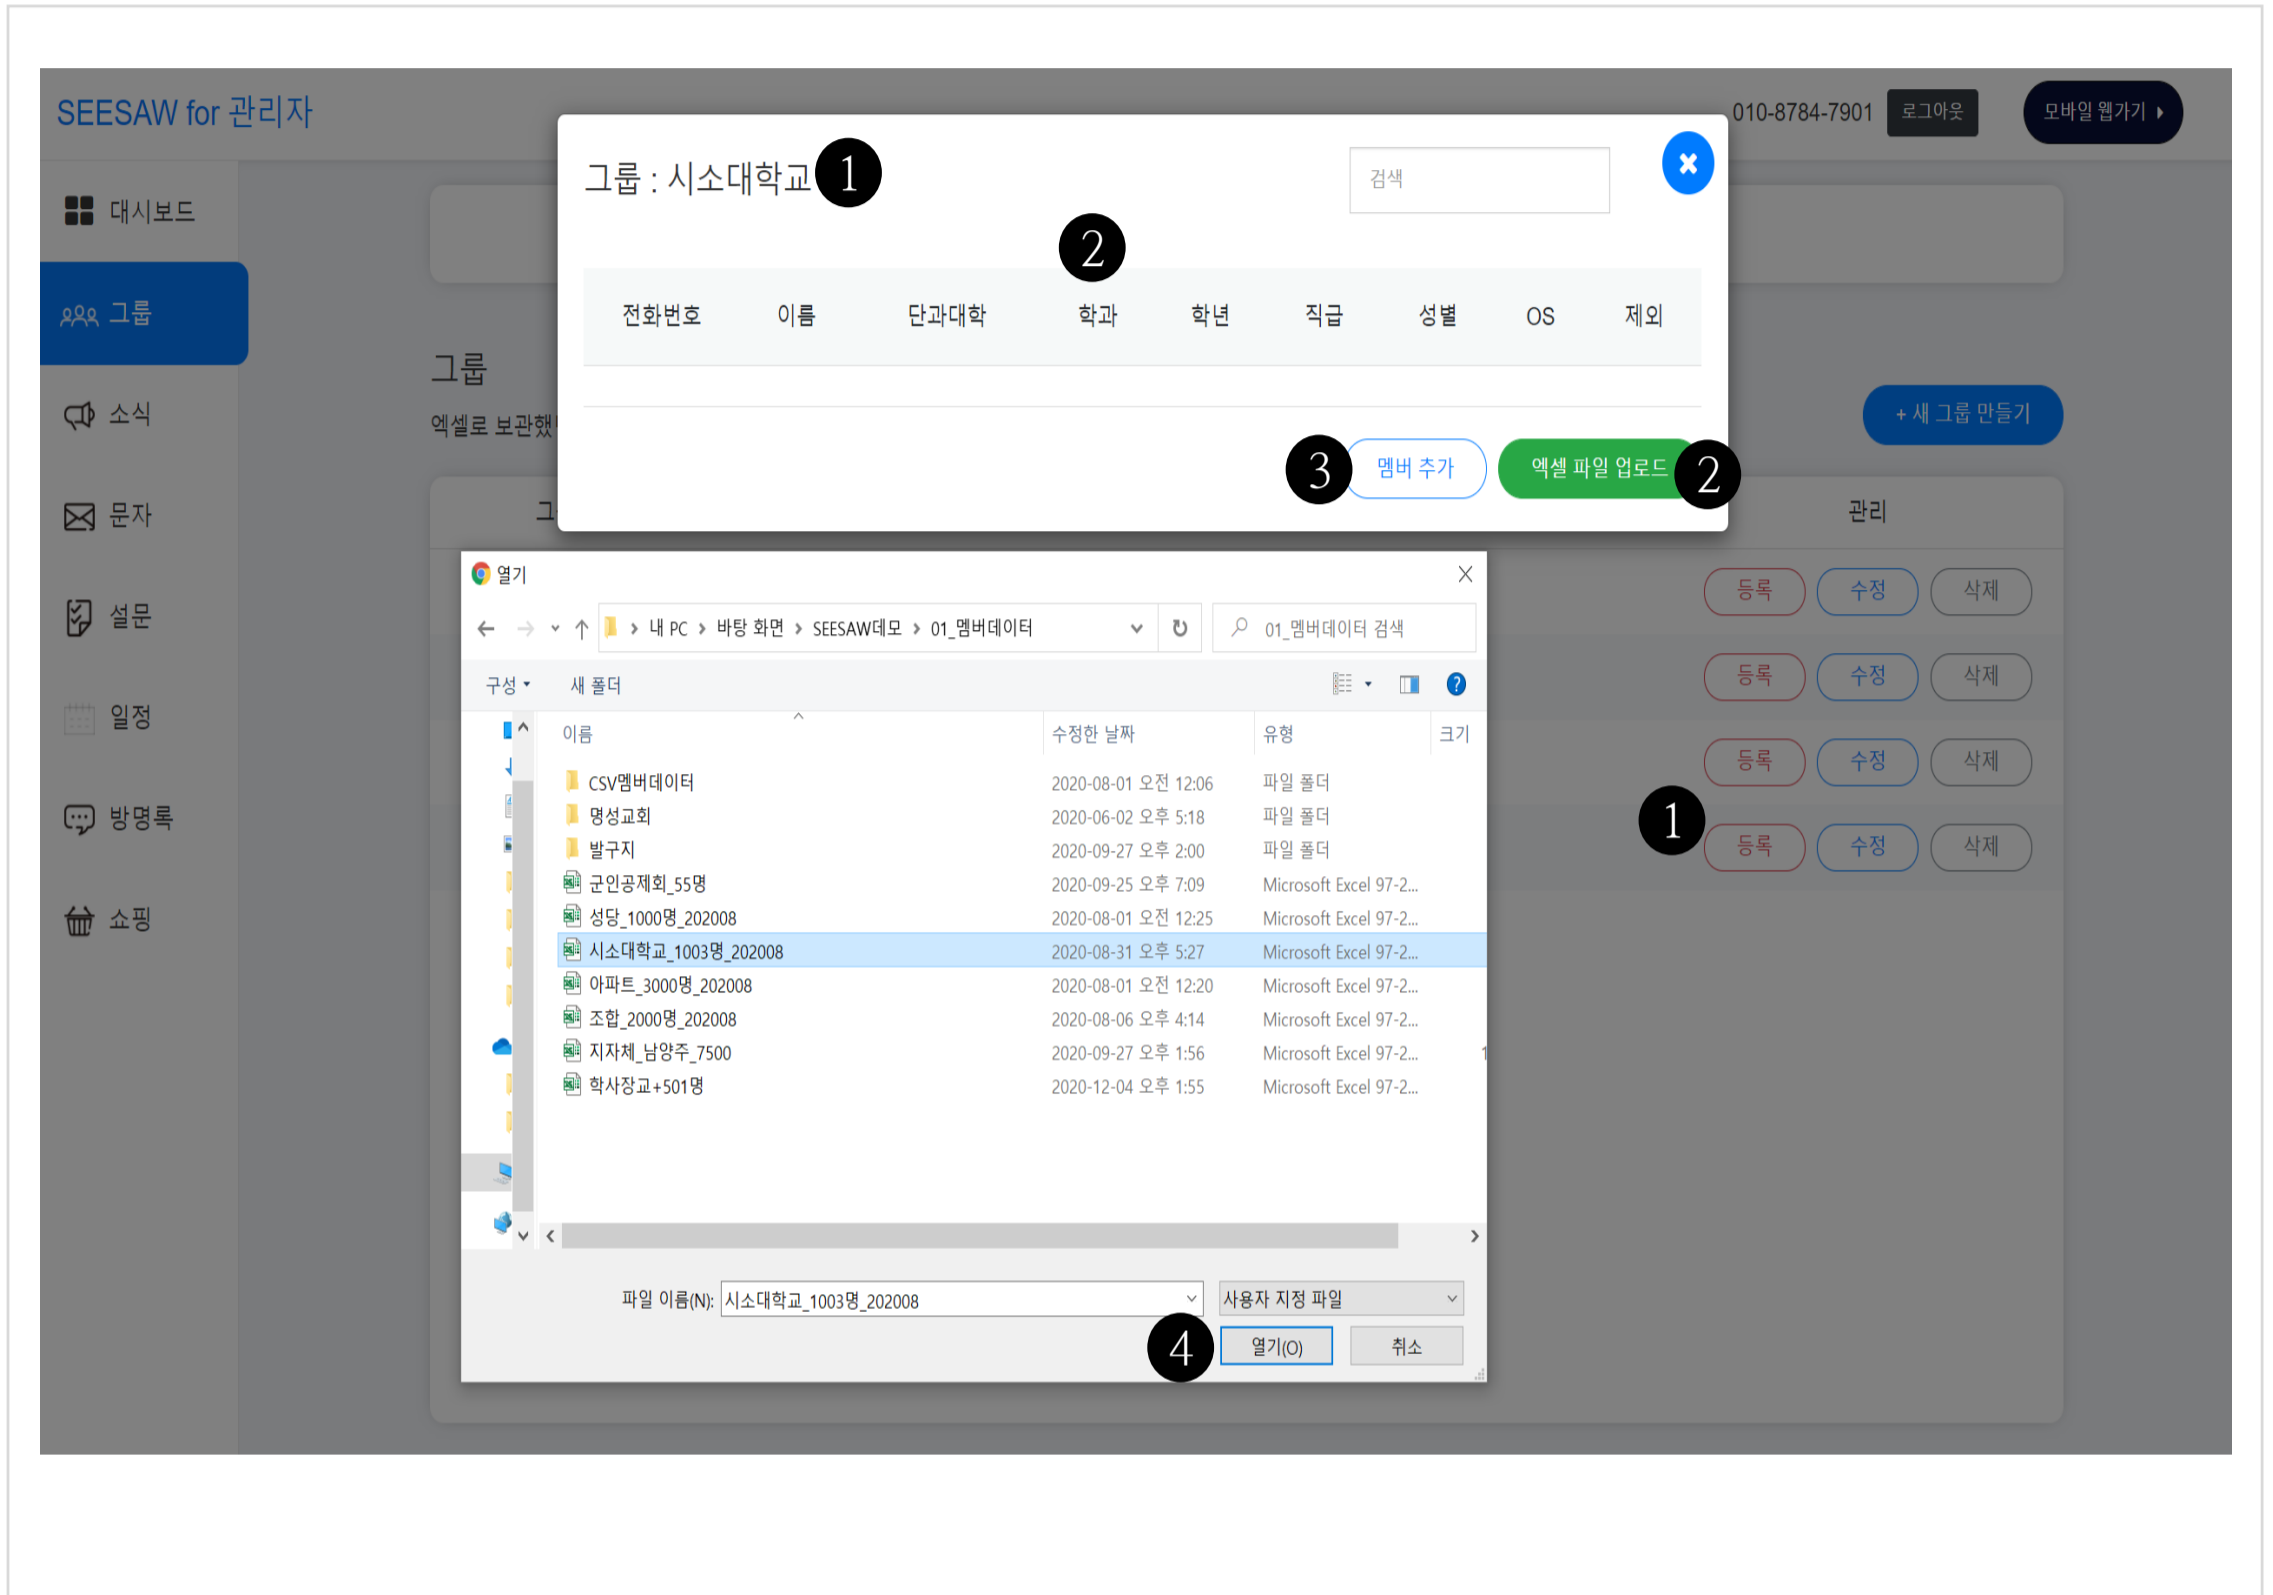 SEESAW for 관리자
010-8784-7901 로그아웃 모바일 웹가기
그룹 : 시소대학교 1 검색
대시보드
2
전화번호 이름 단과대학 학과 학년 직급 성별 OS 제외
그룹
그룹
엑셀로 보관했
+ 새 그룹 만들기
소식
3 멤버 추가 엑셀 파일 업로드 2
문자
관리
열기
등록 수정 삭제
설문
← → ↑ 내 PC > 바탕 화면 > SEESAW데모 > 01_멤버데이터 01_멤버데이터 검색
구성 새 폴더
등록 수정 삭제
일정
이름 수정한 날짜 유형 크기
등록 수정 삭제
CSV멤버데이터 2020-08-01 오전 12:06 파일 폴더
명성교회 2020-06-02 오후 5:18 파일 폴더
방명록
1 등록 수정 삭제
발구지 2020-09-27 오후 2:00 파일 폴더
군인공제회_55명 2020-09-25 오후 7:09 Microsoft Excel 97-2...
성당_1000명_202008 2020-08-01 오전 12:25 Microsoft Excel 97-2...
쇼핑
시소대학교_1003명_202008 2020-08-31 오후 5:27 Microsoft Excel 97-2...
아파트_3000명_202008 2020-08-01 오전 12:20 Microsoft Excel 97-2...
조합_2000명_202008 2020-08-06 오후 4:14 Microsoft Excel 97-2...
지자체_남양주_7500 2020-09-27 오후 1:56 Microsoft Excel 97-2... 1
학사장교+501명 2020-12-04 오후 1:55 Microsoft Excel 97-2...
파일 이름(N): 시소대학교_1003명_202008 사용자 지정 파일
4 열기(O) 취소